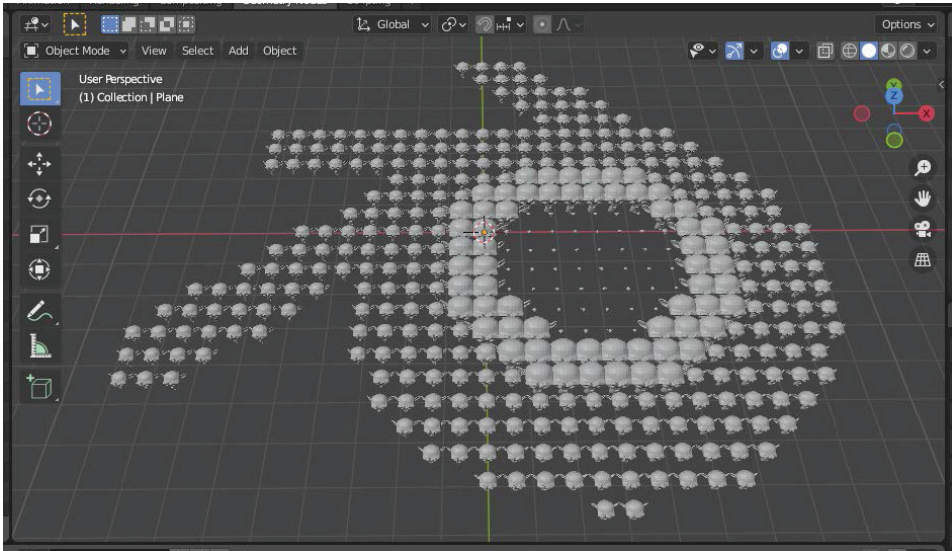 Global
Options
Object Mode View Select Add Object
User Perspective
(1) Collection | Plane
Z
X